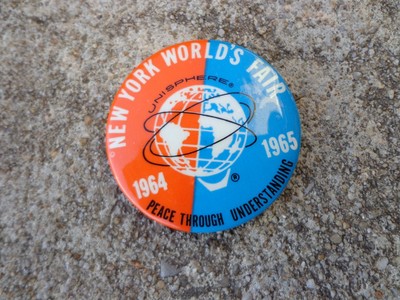 NEW YORK WORLD'S FAIR
UNISPHERE®
1964
1965
®
PEACE THROUGH UNDERSTANDING